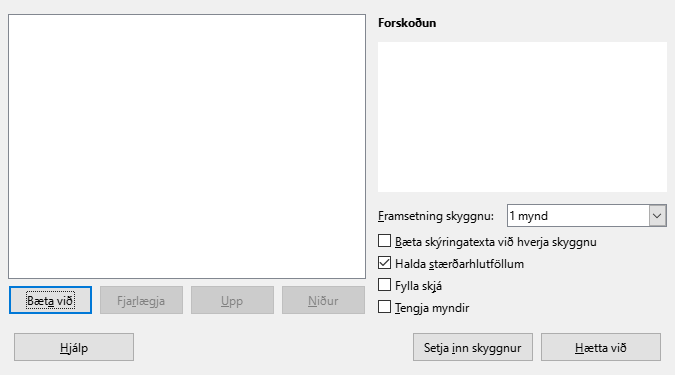 Forskoðun
Framsetning skyggnu: 1 mynd
Bæta skýringatexta við hverja skyggnu
Halda stærðarhlutföllum
Fylla skjá
Tengja myndir
Bæta við Fjarlægja Upp Niður
Hjálp Setja inn skyggnur Hætta við